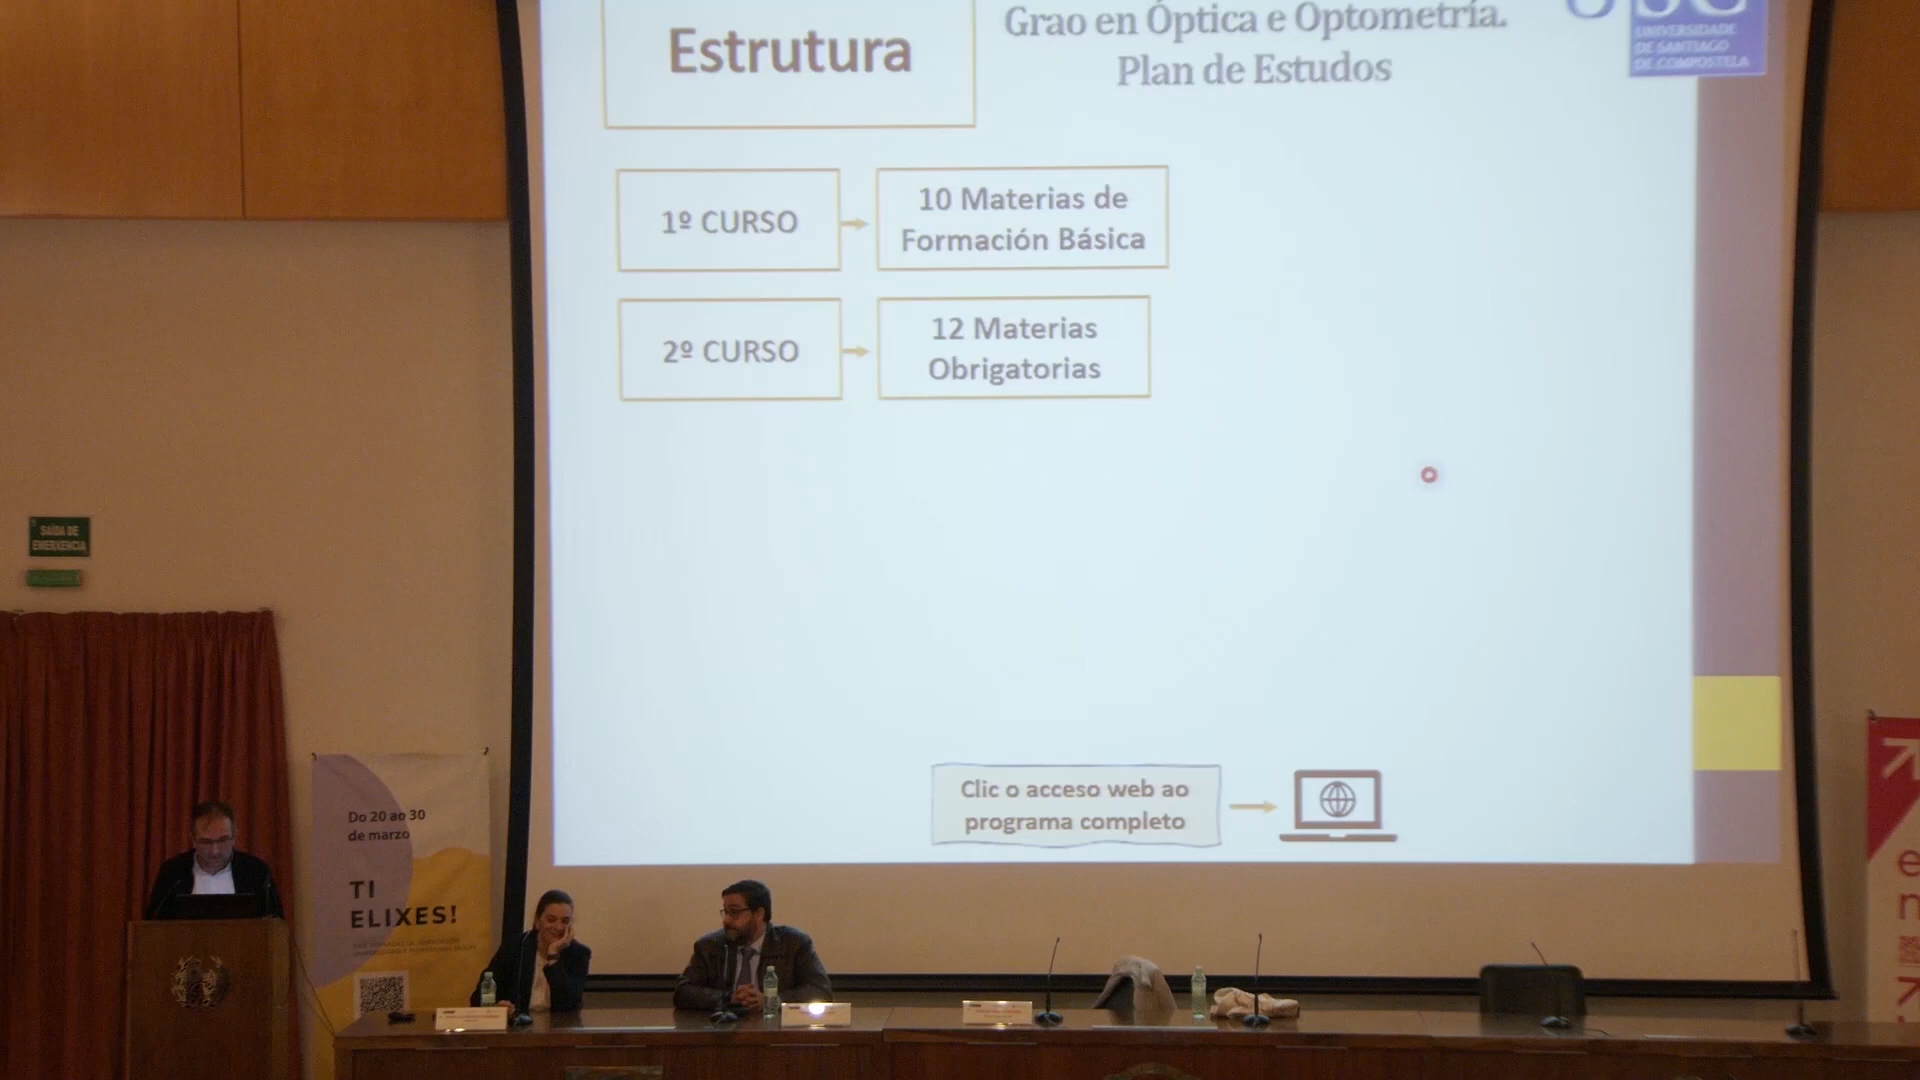 Estrutura
Grao en Óptica e Optometría.
Plan de Estudos
USC
UNIVERSIDADE
DE SANTIAGO
DE COMPOSTELA
1º CURSO
10 Materias de
Formación Básica
2º CURSO
12 Materias
Obrigatorias
Clic o acceso web ao
programa completo
SAÍDA DE
EMERXENCIA
Do 20 ao 30
de marzo
TI
ELIXES!
e
n